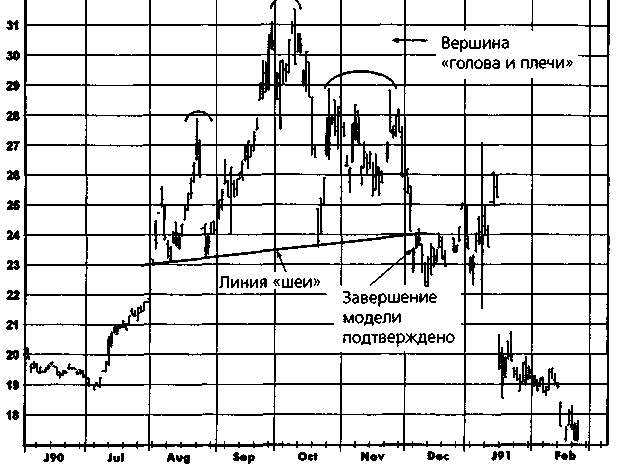 31
30
29
28
27
26
25
24
23
22
21
20
19
18
Вершина
«голова и плечи»
Линия «шеи»
Завершение
модели
подтверждено
J90 Jul Aug Sep Oct Nov Dec J91 Feb